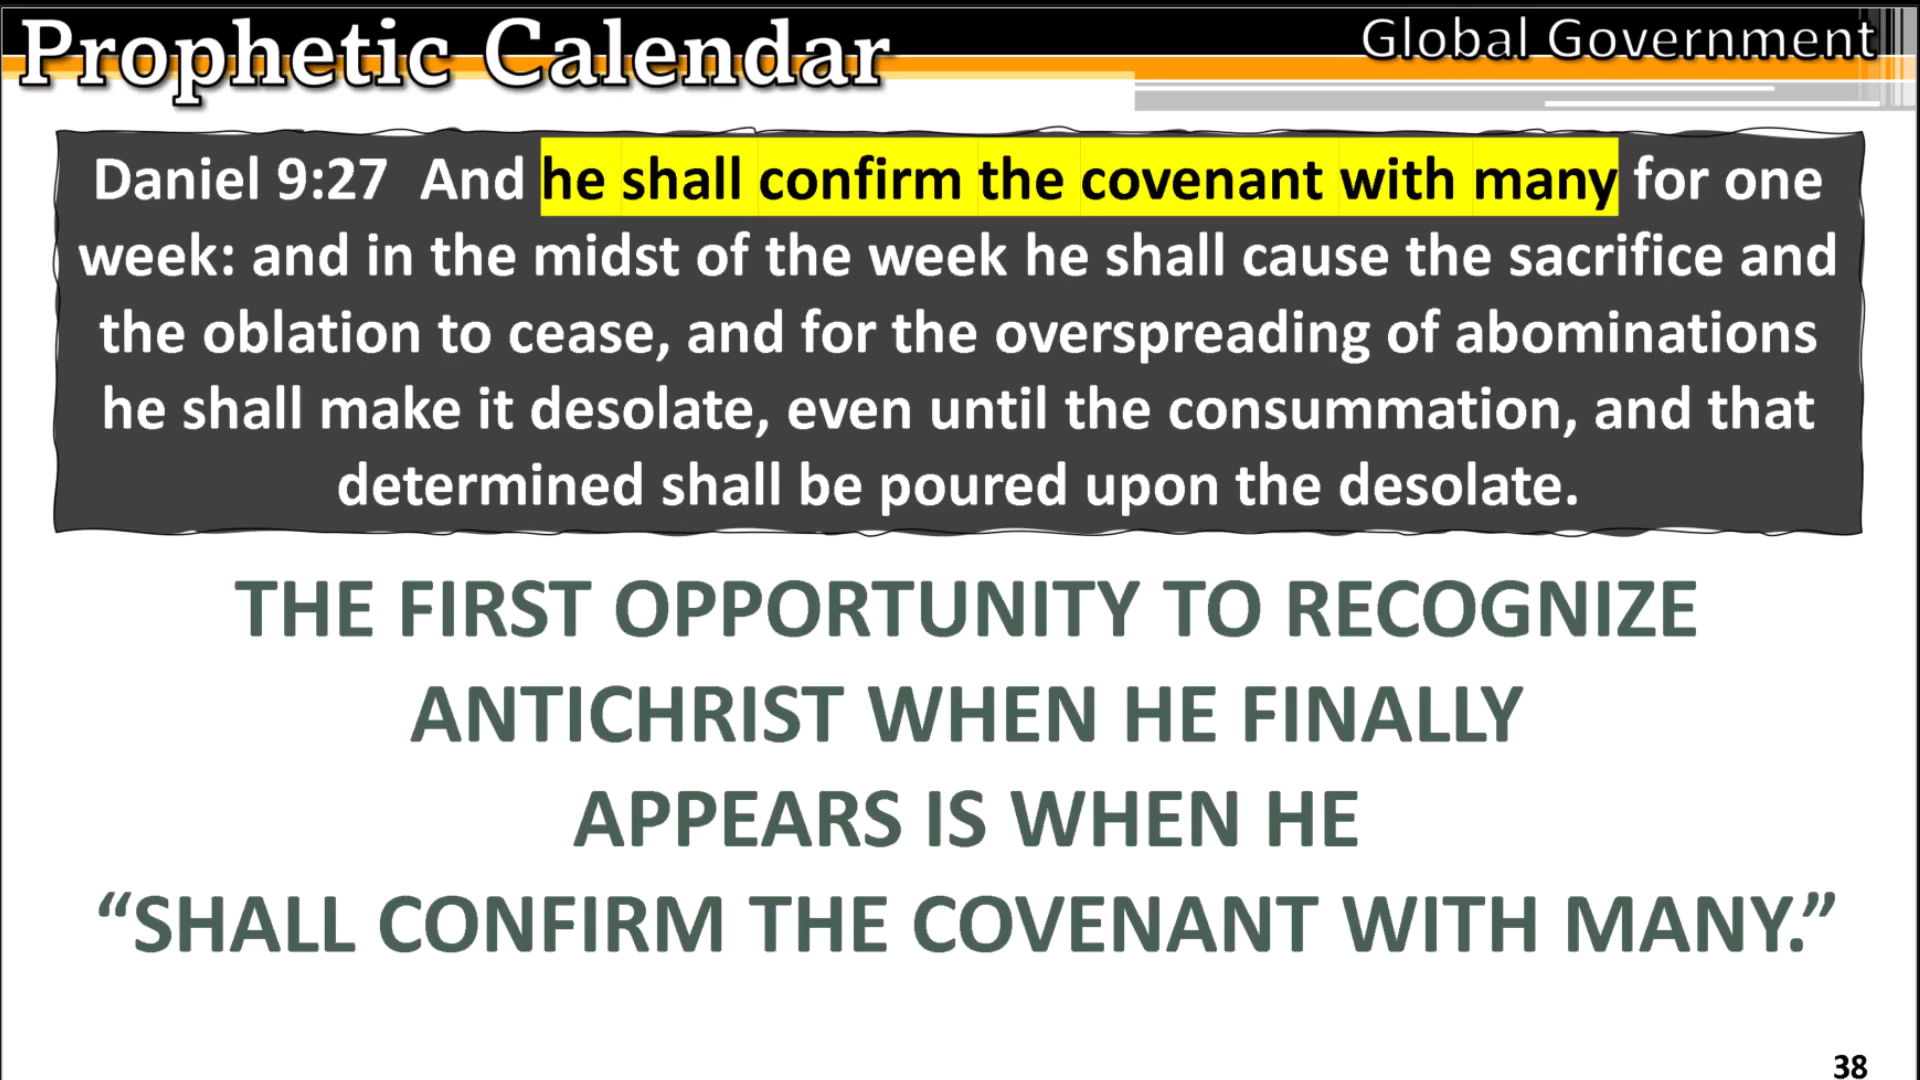 Prophetic Calendar
Global Government
Daniel 9:27  And he shall confirm the covenant with many for one
week: and in the midst of the week he shall cause the sacrifice and
the oblation to cease, and for the overspreading of abominations
he shall make it desolate, even until the consummation, and that
determined shall be poured upon the desolate.
THE FIRST OPPORTUNITY TO RECOGNIZE
ANTICHRIST WHEN HE FINALLY
APPEARS IS WHEN HE
“SHALL CONFIRM THE COVENANT WITH MANY.”
38